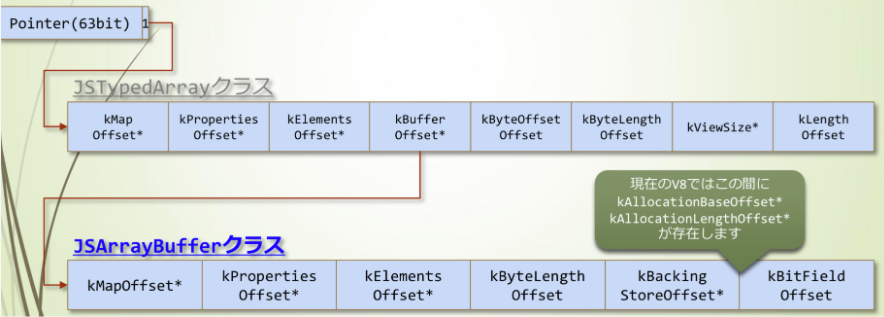 Pointer(63bit) 1
JSTypedArrayクラス
kMap
Offset*
kProperties
Offset*
kElements
Offset*
kBuffer
Offset*
kByteOffset
Offset
kByteLength
Offset
kViewSize*
kLength
Offset
現在のV8ではこの間に
kAllocationBaseOffset*
kAllocationLengthOffset*
が存在します
JSArrayBufferクラス
kMapOffset*
kProperties
Offset*
kElements
Offset*
kByteLength
Offset
kBacking
StoreOffset*
kBitField
Offset